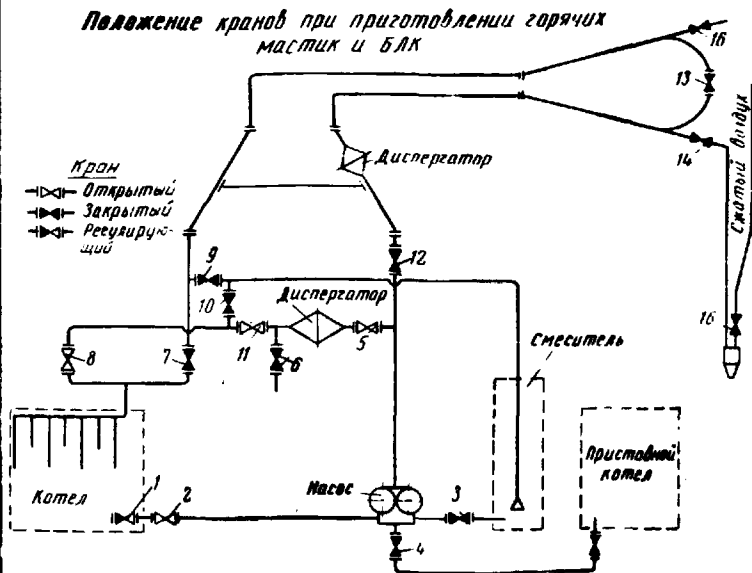 Положение кранов при приготовлении горячих
мастик и БЛК
16
13
14
Сжатый воздух
Диспергатор
Кран
Открытый
Закрытый
Регулирую-
щий
9
12
10
Диспергатор
8
7
11
6
5
16
Смеситель
Котел
1
2
Насос
3
4
Приставной
котел